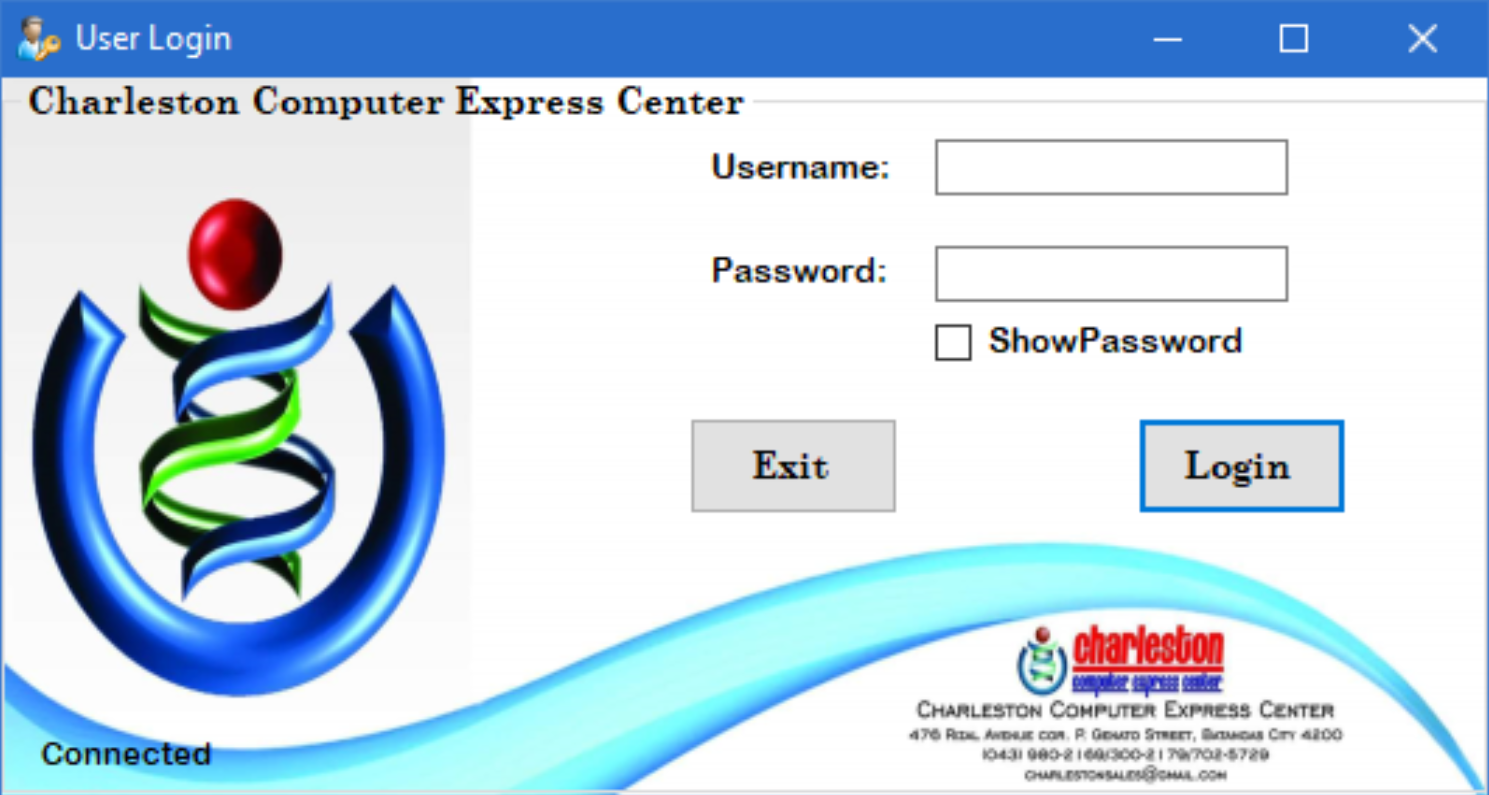 User Login
Charleston Computer Express Center
Username:
Password:
ShowPassword
Exit
Login
charleston
computer express center
CHARLESTON COMPUTER EXPRESS CENTER
476 RIZAL AVENUE COR. P. GENATO STREET, BATANGAS CITY 4200
(043) 980-2169/300-2179/702-5729
CHARLESTONSALES@GMAIL.COM
Connected